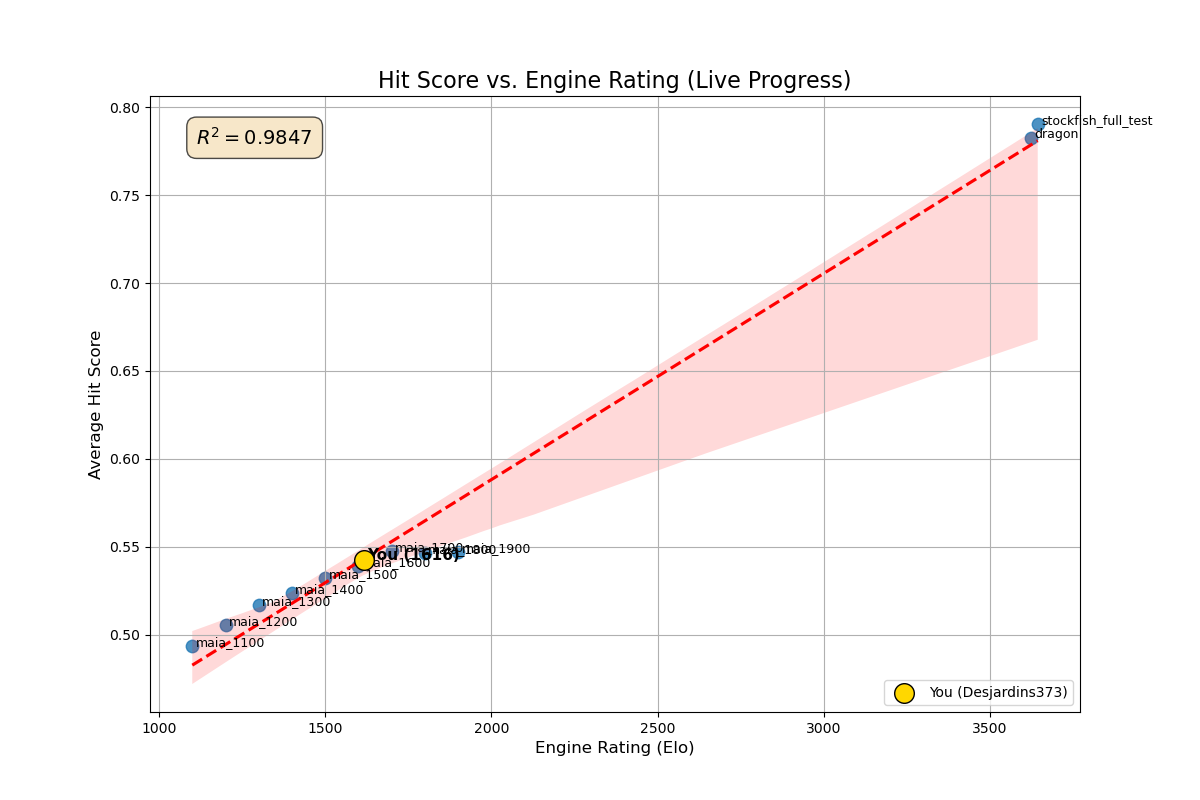 Hit Score vs. Engine Rating (Live Progress)
R² = 0.9847
Average Hit Score
0.80
0.75
0.70
0.65
0.60
0.55
0.50
stockfish_full_test
dragon
maia_1700
maia_1800
maia_1900
You (1616)
maia_1600
maia_1500
maia_1400
maia_1300
maia_1200
maia_1100
You (Desjardins373)
1000
1500
2000
2500
3000
3500
Engine Rating (Elo)